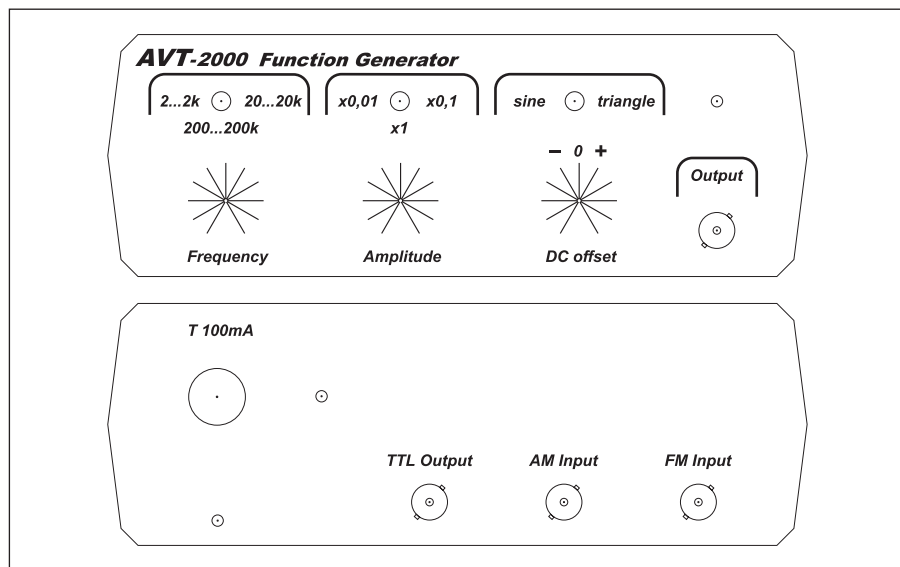 AVT-2000 Function Generator
2...2k 20...20k x0,01 x0,1 sine triangle
200...200k x1
− 0 +
Output
Frequency Amplitude DC offset
T 100mA
TTL Output AM Input FM Input